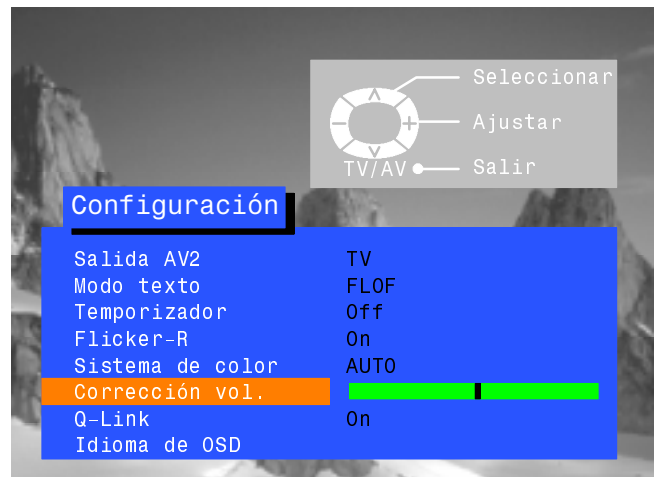 Seleccionar
Ajustar
TV/AV Salir
Configuración
Salida AV2 TV
Modo texto FLOF
Temporizador Off
Flicker-R On
Sistema de color AUTO
Corrección vol.
Q-Link On
Idioma de OSD